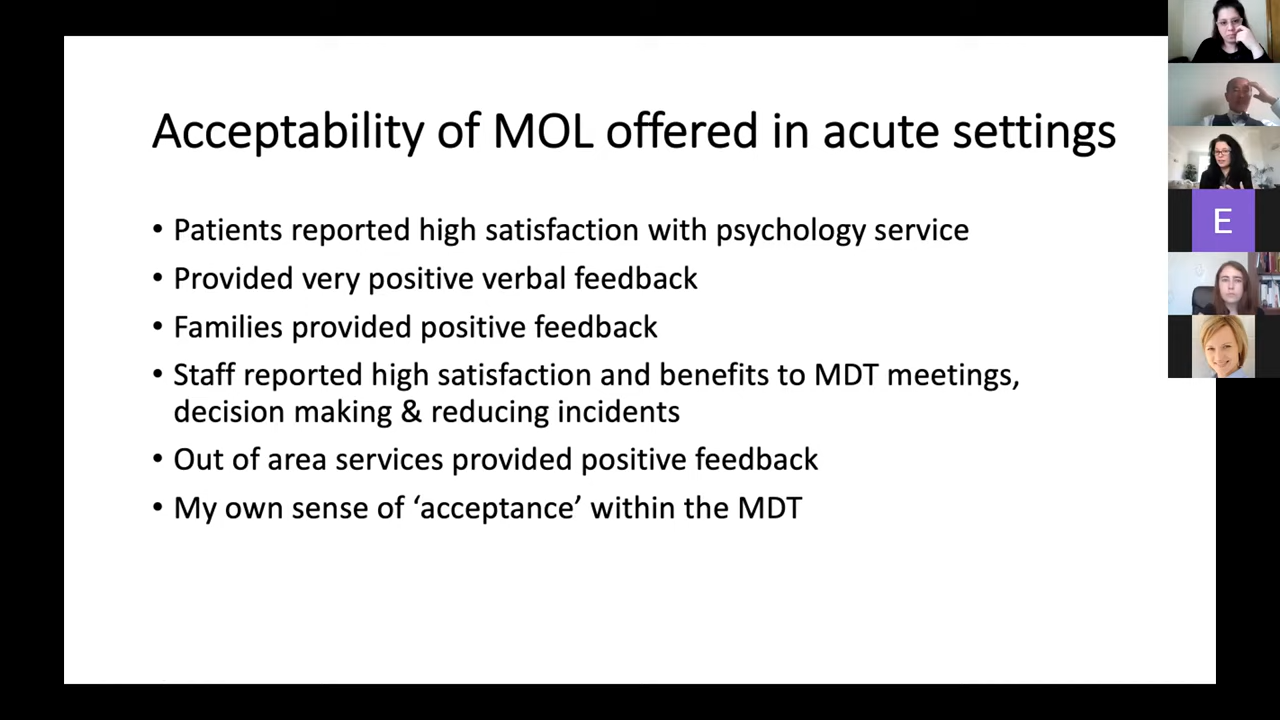 Acceptability of MOL offered in acute settings
• Patients reported high satisfaction with psychology service
• Provided very positive verbal feedback
• Families provided positive feedback
• Staff reported high satisfaction and benefits to MDT meetings,
decision making & reducing incidents
• Out of area services provided positive feedback
• My own sense of ‘acceptance’ within the MDT
E